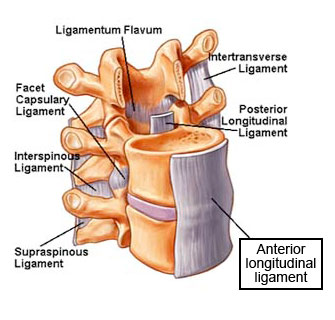 Ligamentum Flavum
Intertransverse
Ligament
Facet
Capsulary
Ligament
Posterior
Longitudinal
Ligament
Interspinous
Ligament
Supraspinous
Ligament
Anterior
longitudinal
ligament